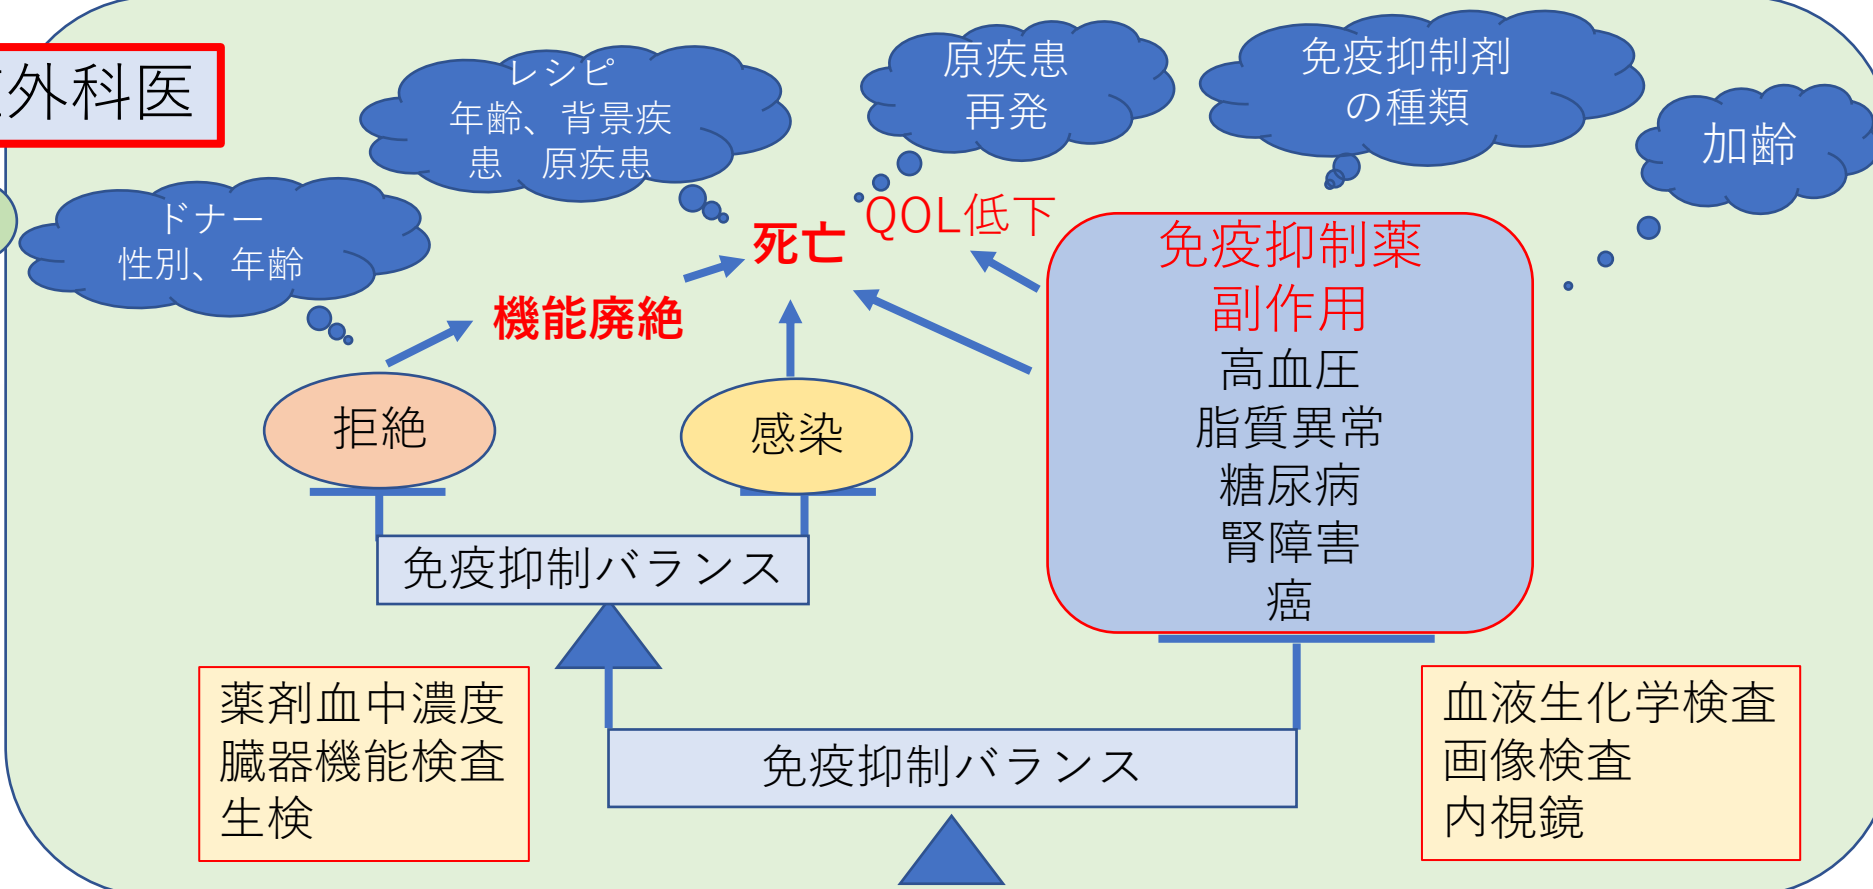 外科医
レシピ
年齢、背景疾
患　原疾患
原疾患
再発
免疫抑制剤
の種類
加齢
ドナー
性別、年齢
死亡
QOL低下
機能廃絶
免疫抑制薬
副作用
高血圧
脂質異常
糖尿病
腎障害
癌
拒絶
感染
免疫抑制バランス
薬剤血中濃度
臓器機能検査
生検
免疫抑制バランス
血液生化学検査
画像検査
内視鏡